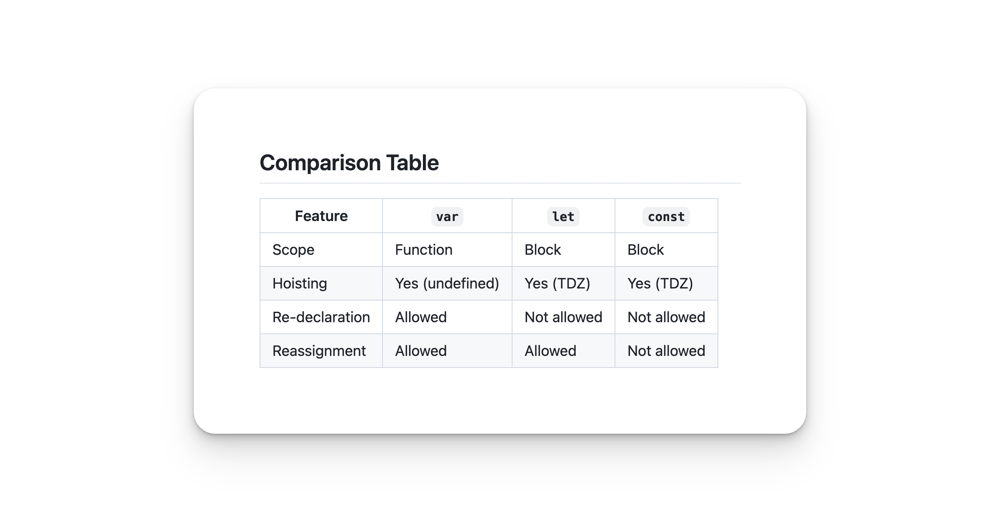 Comparison Table
Feature var let const
Scope Function Block Block
Hoisting Yes (undefined) Yes (TDZ) Yes (TDZ)
Re-declaration Allowed Not allowed Not allowed
Reassignment Allowed Allowed Not allowed